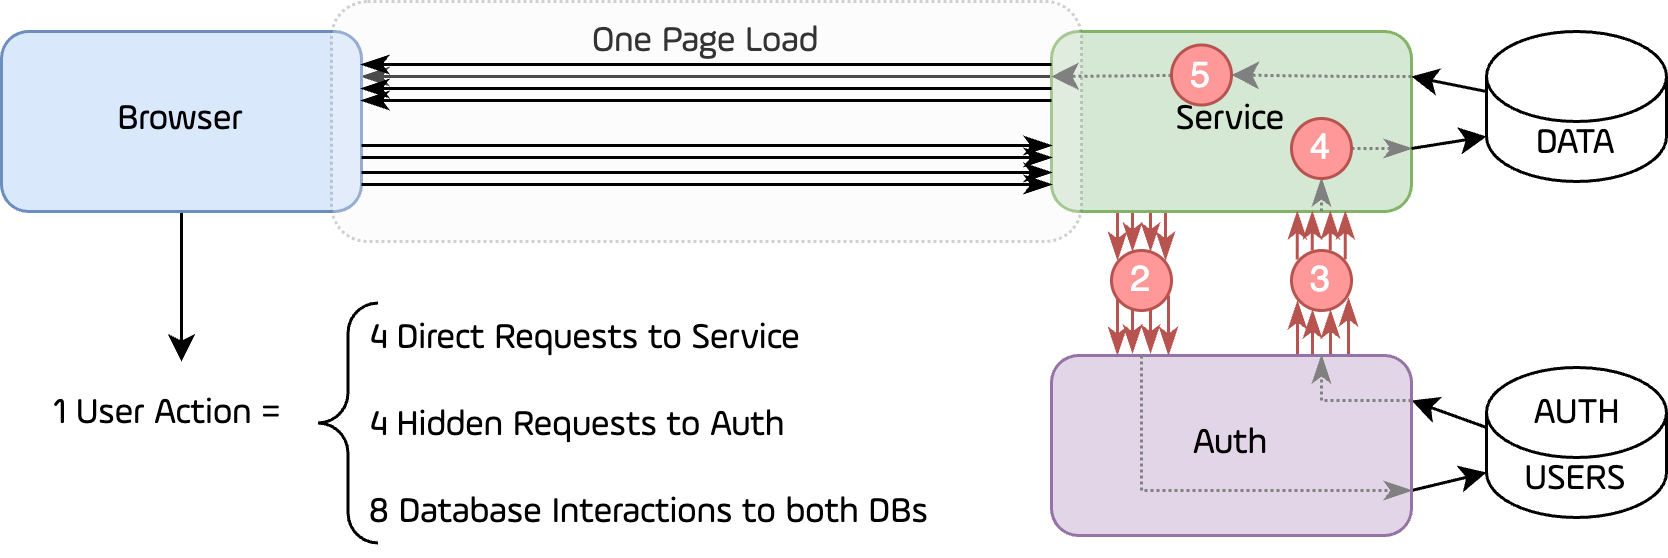 One Page Load
Browser
5
Service
4
DATA
2
3
4 Direct Requests to Service
1 User Action =
4 Hidden Requests to Auth
8 Database Interactions to both DBs
Auth
AUTH
USERS